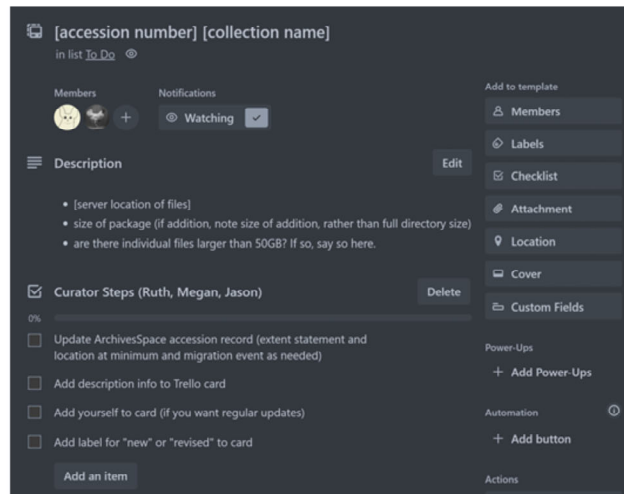 [accession number] [collection name]
in list To Do
Members
Notifications
Watching
Description
Edit
• [server location of files]
• size of package (if addition, note size of addition, rather than full directory size)
• are there individual files larger than 50GB? If so, say so here.
Curator Steps (Ruth, Megan, Jason)
Delete
0%
Update ArchivesSpace accession record (extent statement and
location at minimum and migration event as needed)
Add description info to Trello card
Add yourself to card (if you want regular updates)
Add label for "new" or "revised" to card
Add an item
Add to template
Members
Labels
Checklist
Attachment
Location
Cover
Custom Fields
Power-Ups
+ Add Power-Ups
Automation
+ Add button
Actions